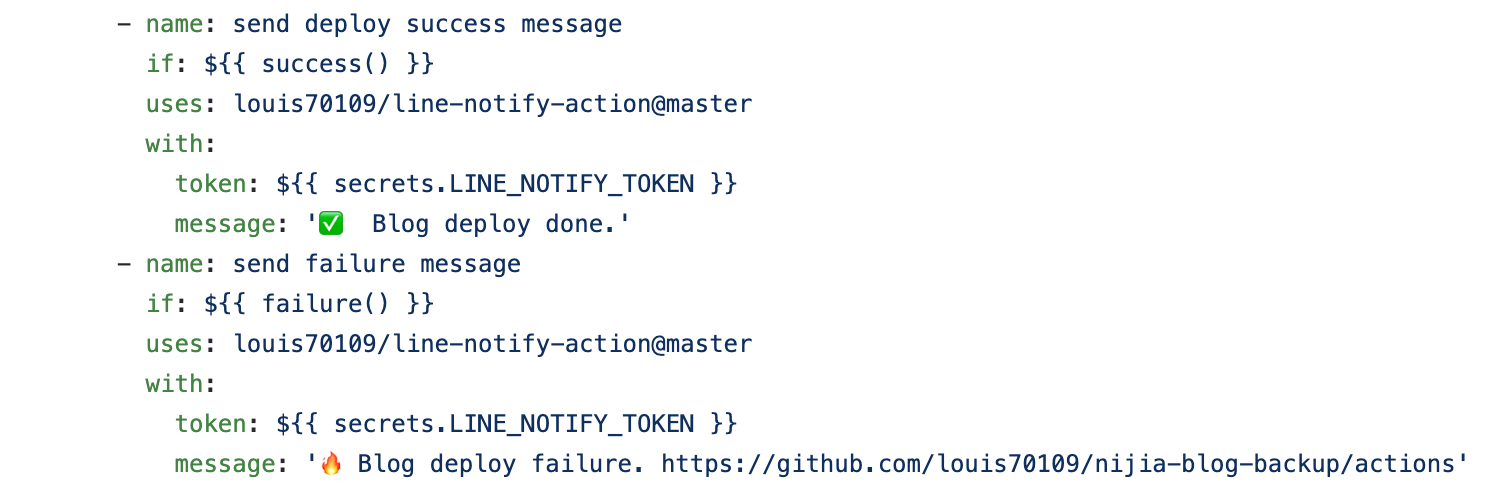 - name: send deploy success message
  if: ${{ success() }}
  uses: louis70109/line-notify-action@master
  with:
    token: ${{ secrets.LINE_NOTIFY_TOKEN }}
    message: '✅  Blog deploy done.'
- name: send failure message
  if: ${{ failure() }}
  uses: louis70109/line-notify-action@master
  with:
    token: ${{ secrets.LINE_NOTIFY_TOKEN }}
    message: '🔥 Blog deploy failure. https://github.com/louis70109/nijia-blog-backup/actions'